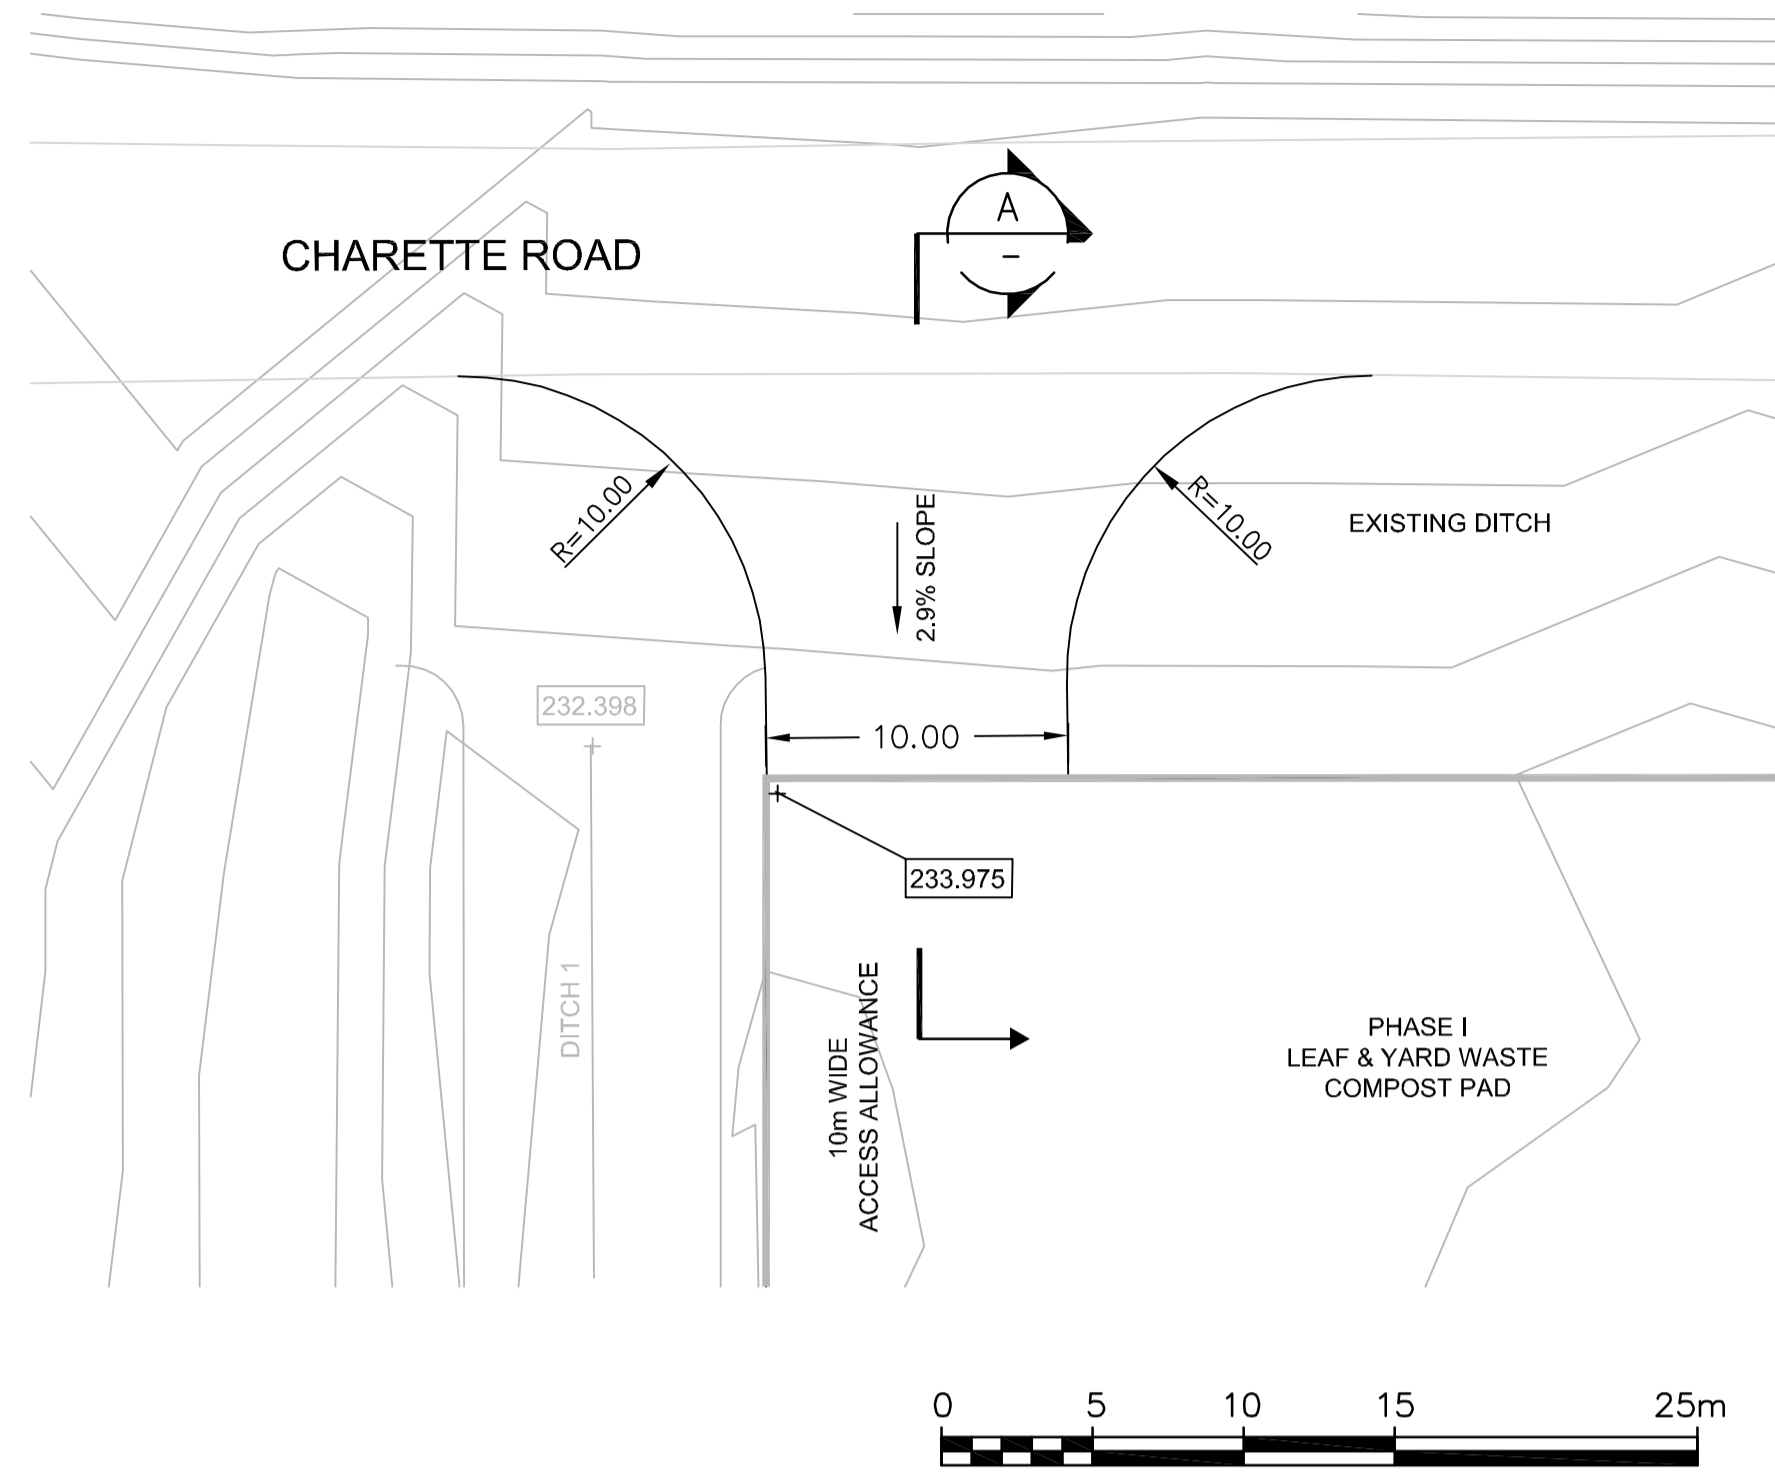 A
CHARETTE ROAD
-
R=10.00
R=10.00
2.9% SLOPE
EXISTING DITCH
232.398
10.00
233.975
DITCH 1
10m WIDE
ACCESS ALLOWANCE
PHASE I
LEAF & YARD WASTE
COMPOST PAD
0 5 10 15 25m